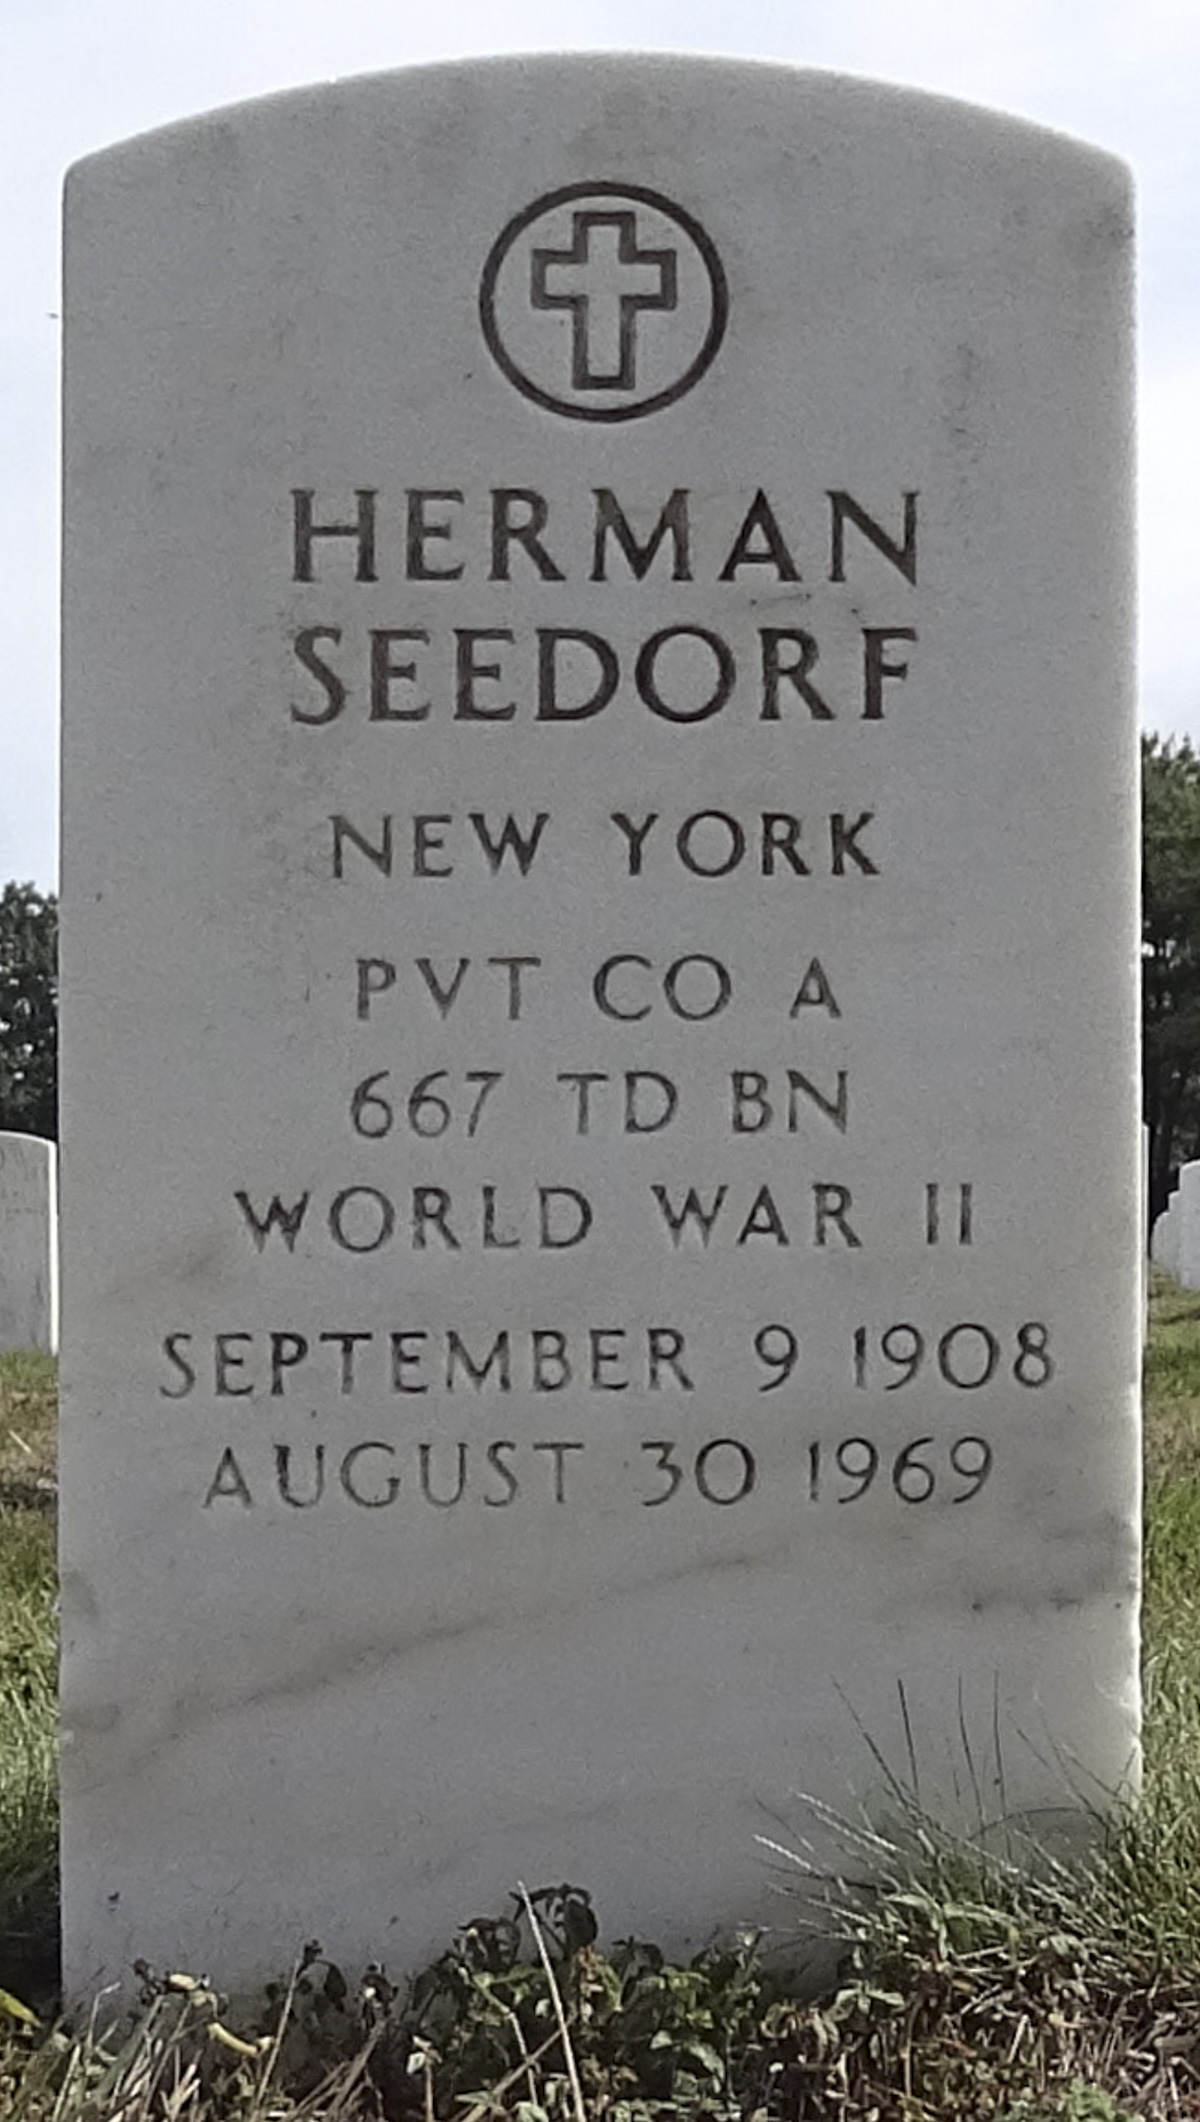 HERMAN
SEEDORF
NEW YORK
PVT CO A
667 TD BN
WORLD WAR II
SEPTEMBER 9 1908
AUGUST 30 1969